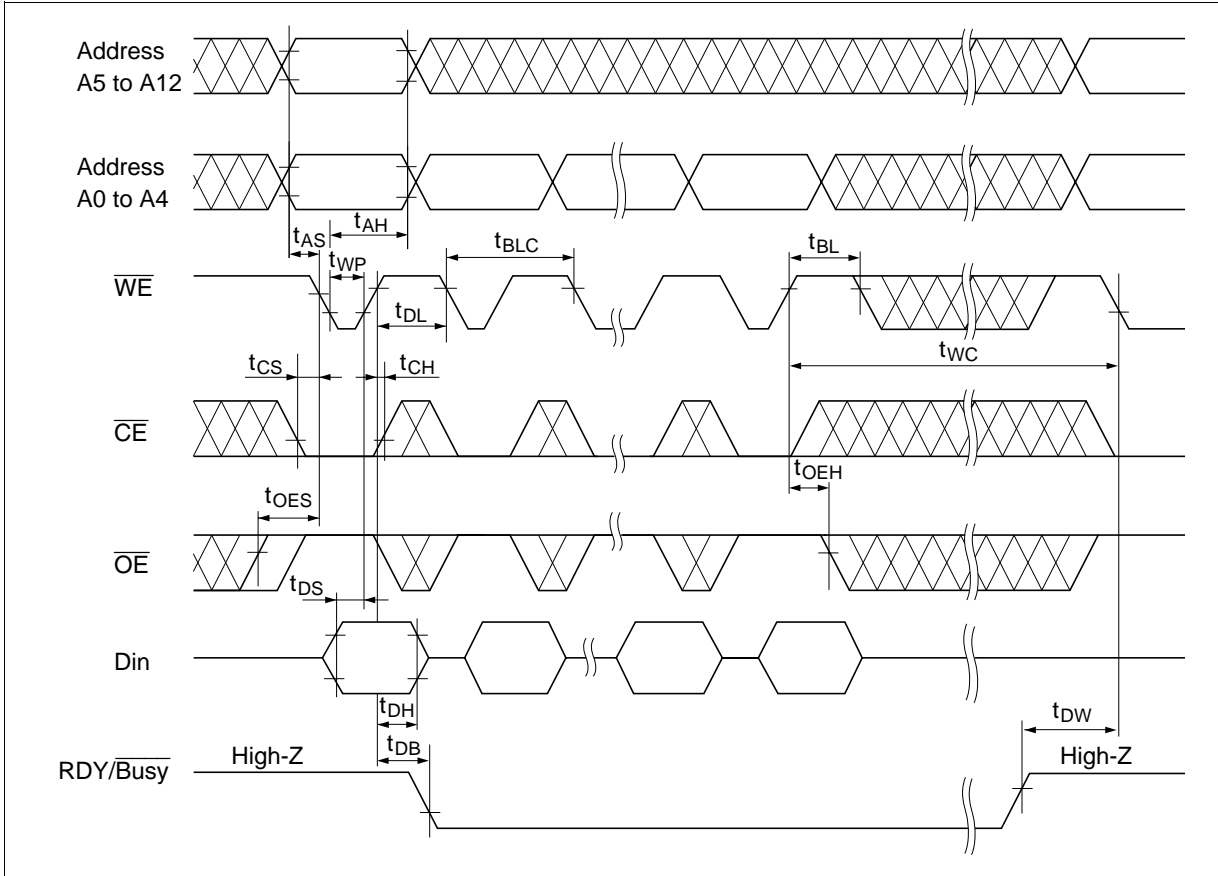 Address
A5 to A12
Address
A0 to A4
tAS
tAH
tWP
tBLC
tBL
WE
tDL
tWC
tCS
tCH
CE
tOEH
tOES
OE
tDS
Din
tDH
tDW
tDB
High-Z
High-Z
RDY/Busy